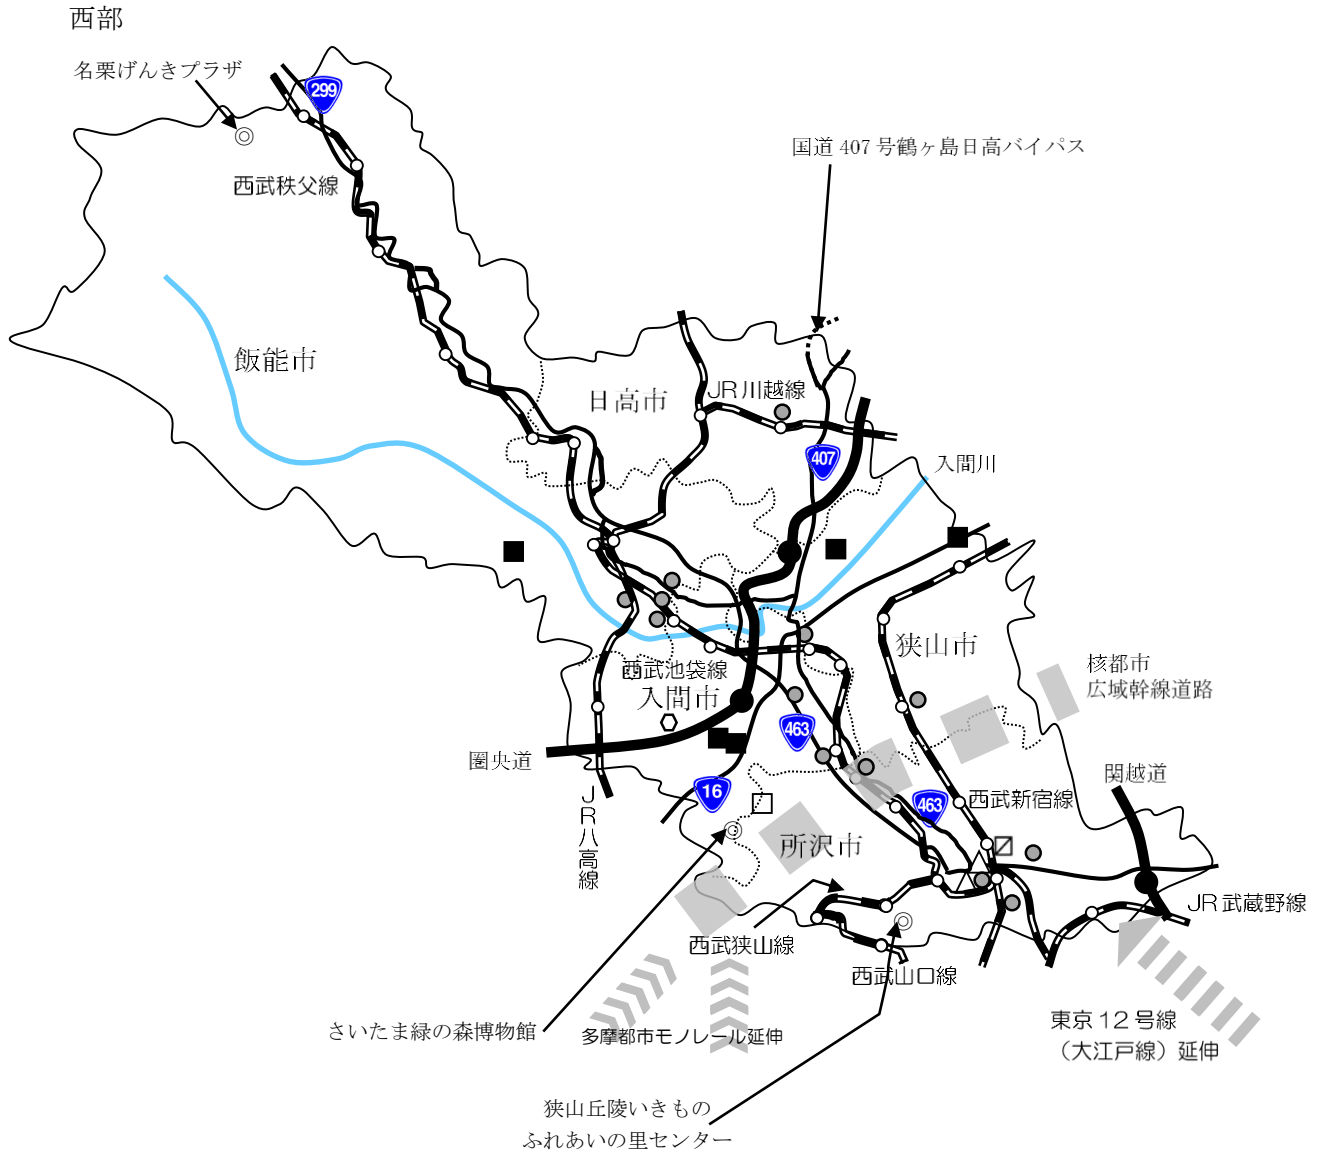 西部
名栗げんきプラザ
299
国道 407 号鶴ヶ島日高バイパス
西武秩父線
飯能市
日高市
JR 川越線
407
入間川
狭山市
核都市
広域幹線道路
西武池袋線
入間市
463
圏央道
関越道
16
463
西武新宿線
JR八高線
所沢市
JR 武蔵野線
西武狭山線
西武山口線
さいたま緑の森博物館
多摩都市モノレール延伸
東京 12 号線
（大江戸線）延伸
狭山丘陵いきもの
ふれあいの里センター